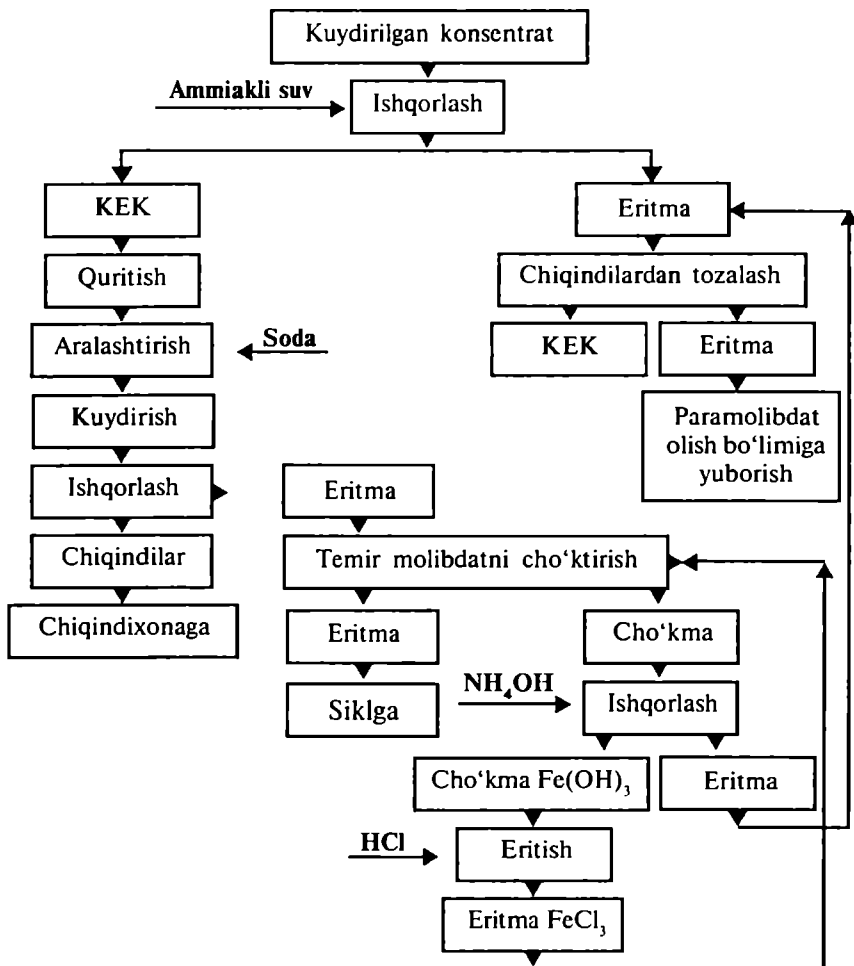 Kuydirilgan konsentrat
Ammiakli suv
Ishqorlash
KEK
Eritma
Quritish
Chiqindilardan tozalash
Aralashtirish
Soda
KEK
Eritma
Kuydirish
Paramolibdat
olish bo‘limiga
yuborish
Ishqorlash
Eritma
Chiqindilar
Temir molibdatni cho‘ktirish
Chiqindixonaga
Eritma
Cho‘kma
Siklga
NH₄OH
Ishqorlash
Cho‘kma Fe(OH)₃
Eritma
HCl
Eritish
Eritma FeCl₃